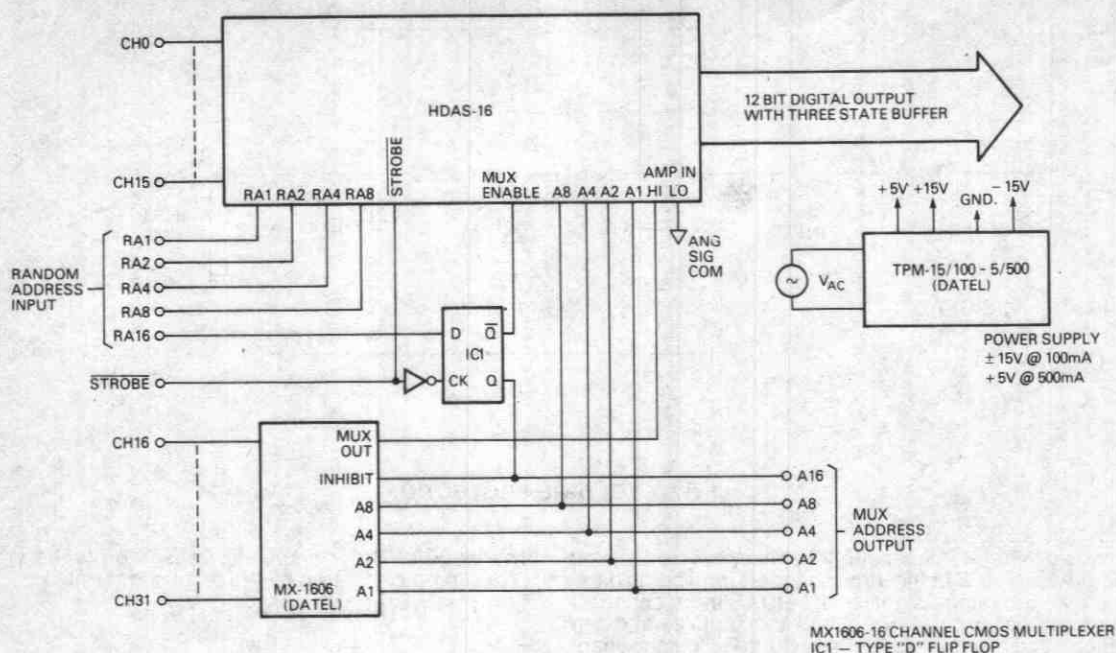 CH0
HDAS-16
12 BIT DIGITAL OUTPUT
WITH THREE STATE BUFFER
CH15
RA1 RA2 RA4 RA8 STROBE MUX ENABLE A8 A4 A2 A1 HI LO
AMP IN
RANDOM
ADDRESS
INPUT
RA1
RA2
RA4
RA8
RA16
STROBE
D Q
IC1
CK Q
ANG
SIG
COM
+5V +15V GND. -15V
VAC
TPM-15/100 - 5/500
(DATEL)
POWER SUPPLY
±15V @ 100mA
+5V @ 500mA
CH16
CH31
MUX
OUT
INHIBIT
A8
A4
A2
A1
MX-1606
(DATEL)
A16
A8
A4
A2
A1
MUX
ADDRESS
OUTPUT
MX1606-16 CHANNEL CMOS MULTIPLEXER
IC1 — TYPE "D" FLIP FLOP